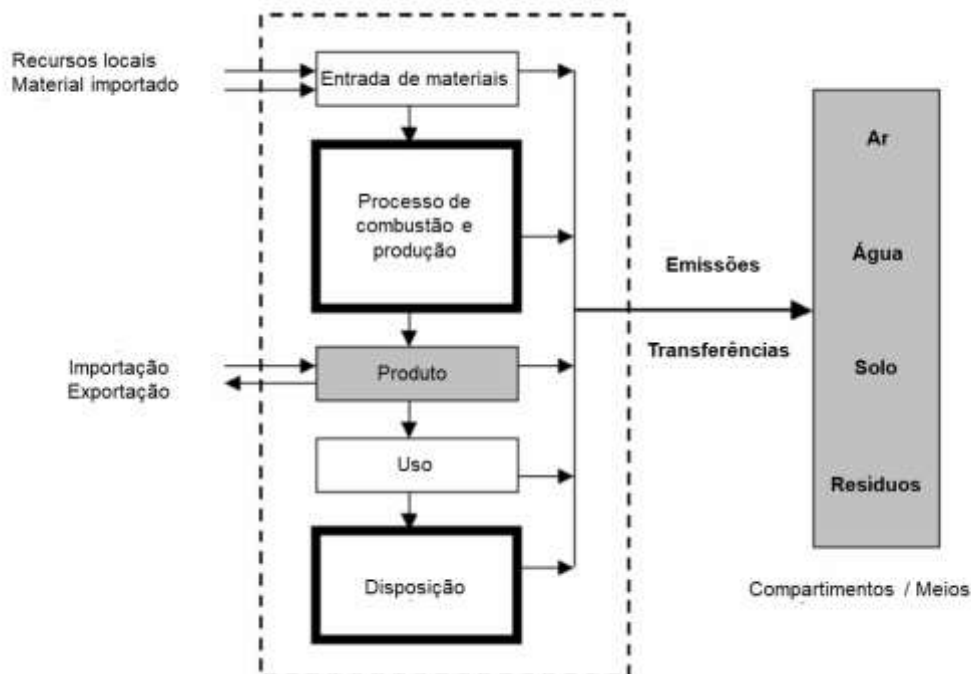 Recursos locais
Material importado
Entrada de materiais
Processo de
combustão e
produção
Importação
Exportação
Produto
Uso
Disposição
Emissões
Transferências
Ar
Água
Solo
Residuos
Compartimentos / Meios